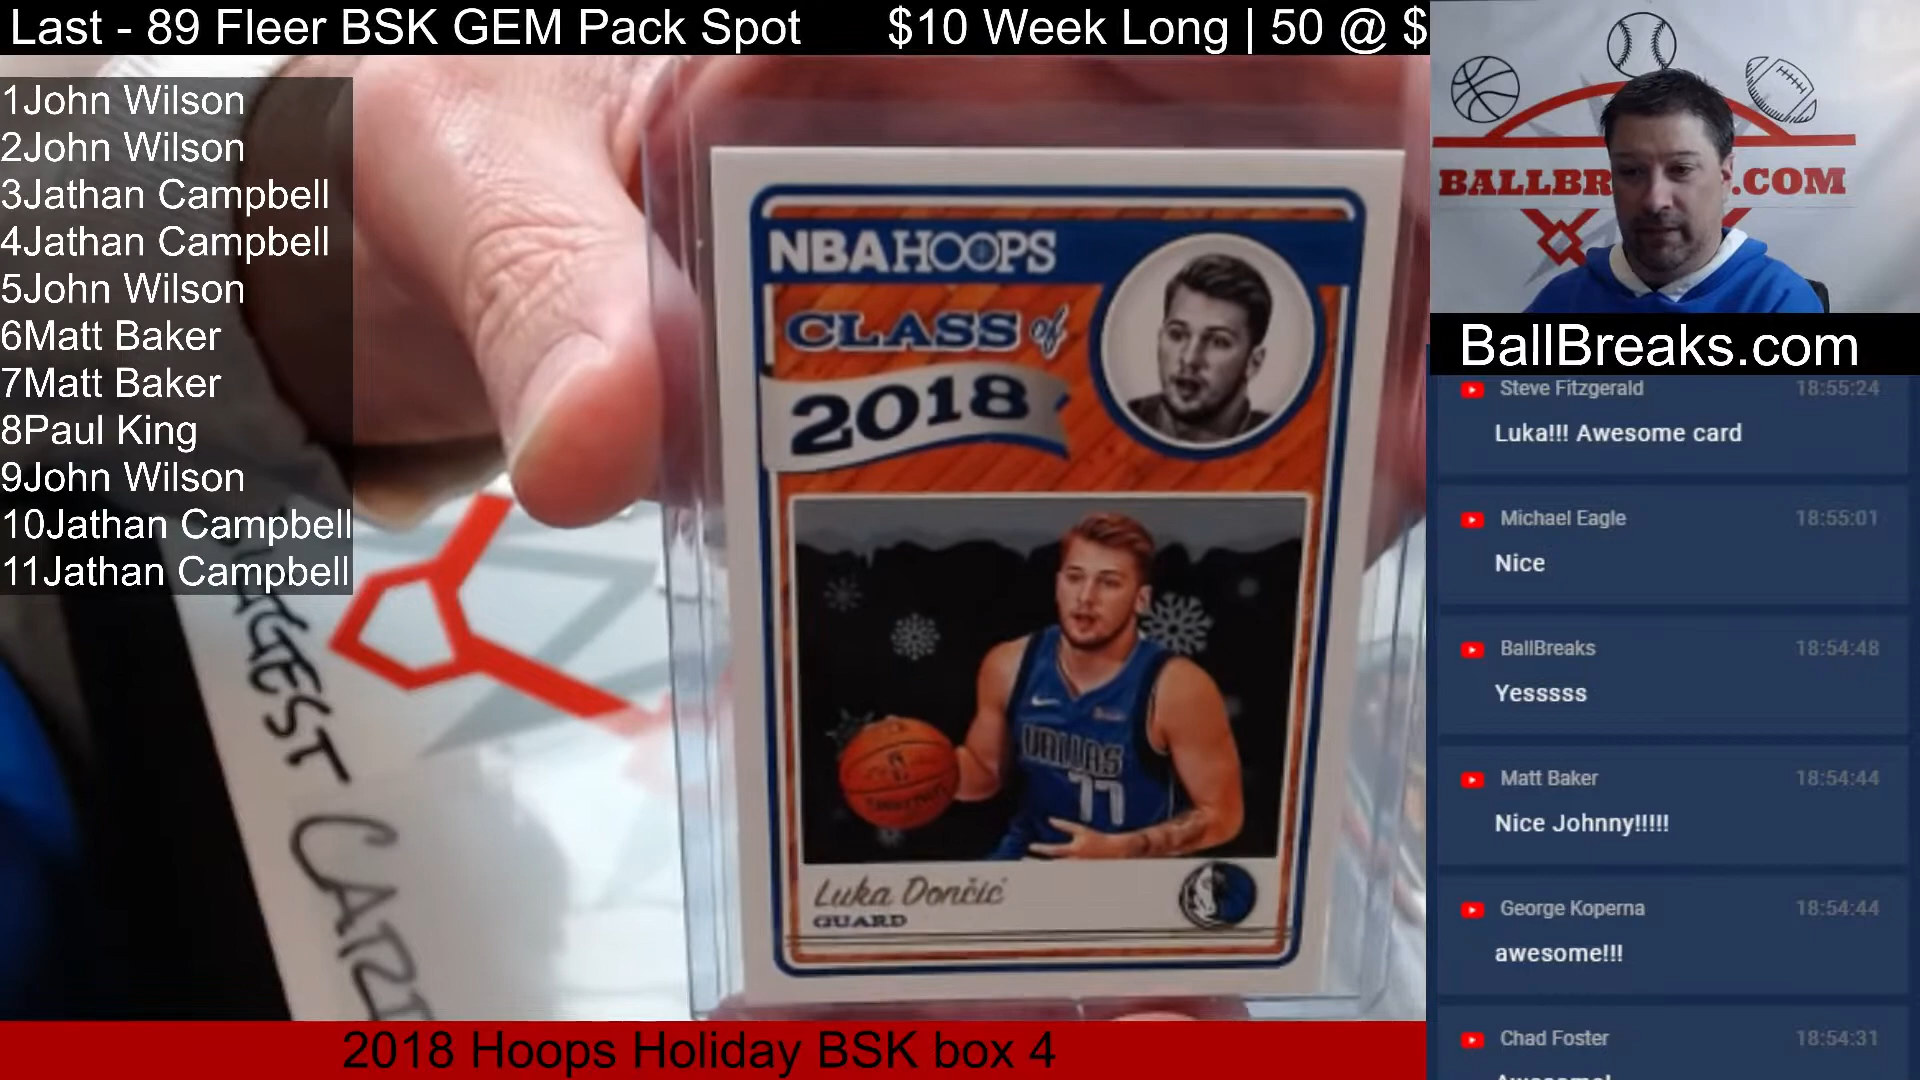 Last - 89 Fleer BSK GEM Pack Spot $10 Week Long | 50 @ $
1John Wilson
2John Wilson
3Jathan Campbell
4Jathan Campbell
5John Wilson
6Matt Baker
7Matt Baker
8Paul King
9John Wilson
10Jathan Campbell
11Jathan Campbell
NBAHOOPS
CLASS of
2018
DALLAS
77
Luka Dončić
GUARD
CARD
2018 Hoops Holiday BSK box 4
BALLBR .COM
BallBreaks.com
Steve Fitzgerald 18:55:24
Luka!!! Awesome card
Michael Eagle 18:55:01
Nice
BallBreaks 18:54:48
Yesssss
Matt Baker 18:54:44
Nice Johnny!!!!!
George Koperna 18:54:44
awesome!!!
Chad Foster 18:54:31
Awesome!